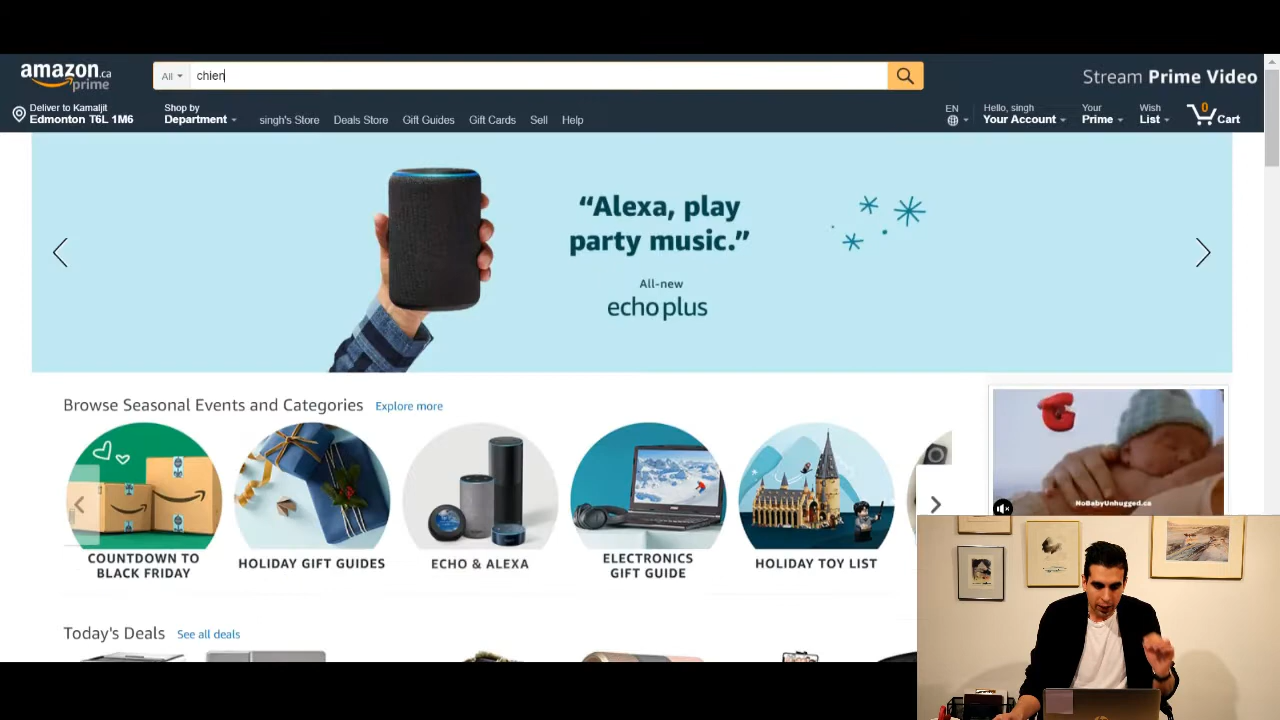 amazon.ca
prime
All
chien
Stream Prime Video
Deliver to Kamaljit
Edmonton T6L 1M6
Shop by
Department
singh's Store
Deals Store
Gift Guides
Gift Cards
Sell
Help
EN
Hello, singh
Your Account
Your
Prime
Wish
List
0
Cart
“Alexa, play
party music.”
All-new
echo plus
Browse Seasonal Events and Categories
Explore more
COUNTDOWN TO
BLACK FRIDAY
HOLIDAY GIFT GUIDES
ECHO & ALEXA
ELECTRONICS
GIFT GUIDE
HOLIDAY TOY LIST
NoBabyUnhugged.ca
Today's Deals
See all deals